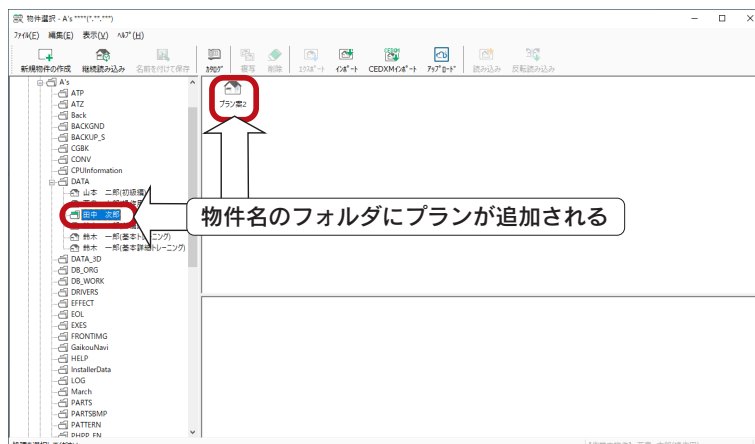 物件選択 - A's ****(*.**.***)
ﾌｧｲﾙ(F) 編集(E) 表示(V) ﾍﾙﾌﾟ(H)
新規物件の作成 継続読み込み 名前を付けて保存 ｶﾀﾛｸﾞ 複写 削除 ｴｸｽﾎﾟｰﾄ ｲﾝﾎﾟｰﾄ CEDXMｲﾝﾎﾟｰﾄ ｱｯﾌﾟﾛｰﾄﾞ 読み込み 反転読み込み
A's
ATP
ATZ
Back
BACKGND
BACKUP_S
CGBK
CONV
CPUInformation
DATA
山本 二郎(初級編)
田中 次郎
鈴木 一郎(基本トレーニング)
鈴木 一郎(基本詳細トレーニング)
DATA_3D
DB_ORG
DB_WORK
DRIVERS
EFFECT
EOL
EXES
FRONTIMG
GaikouNavi
HELP
InstallerData
LOG
March
PARTS
PARTSBMP
PATTERN
PHPP_EN
プラン案2
物件名のフォルダにプランが追加される